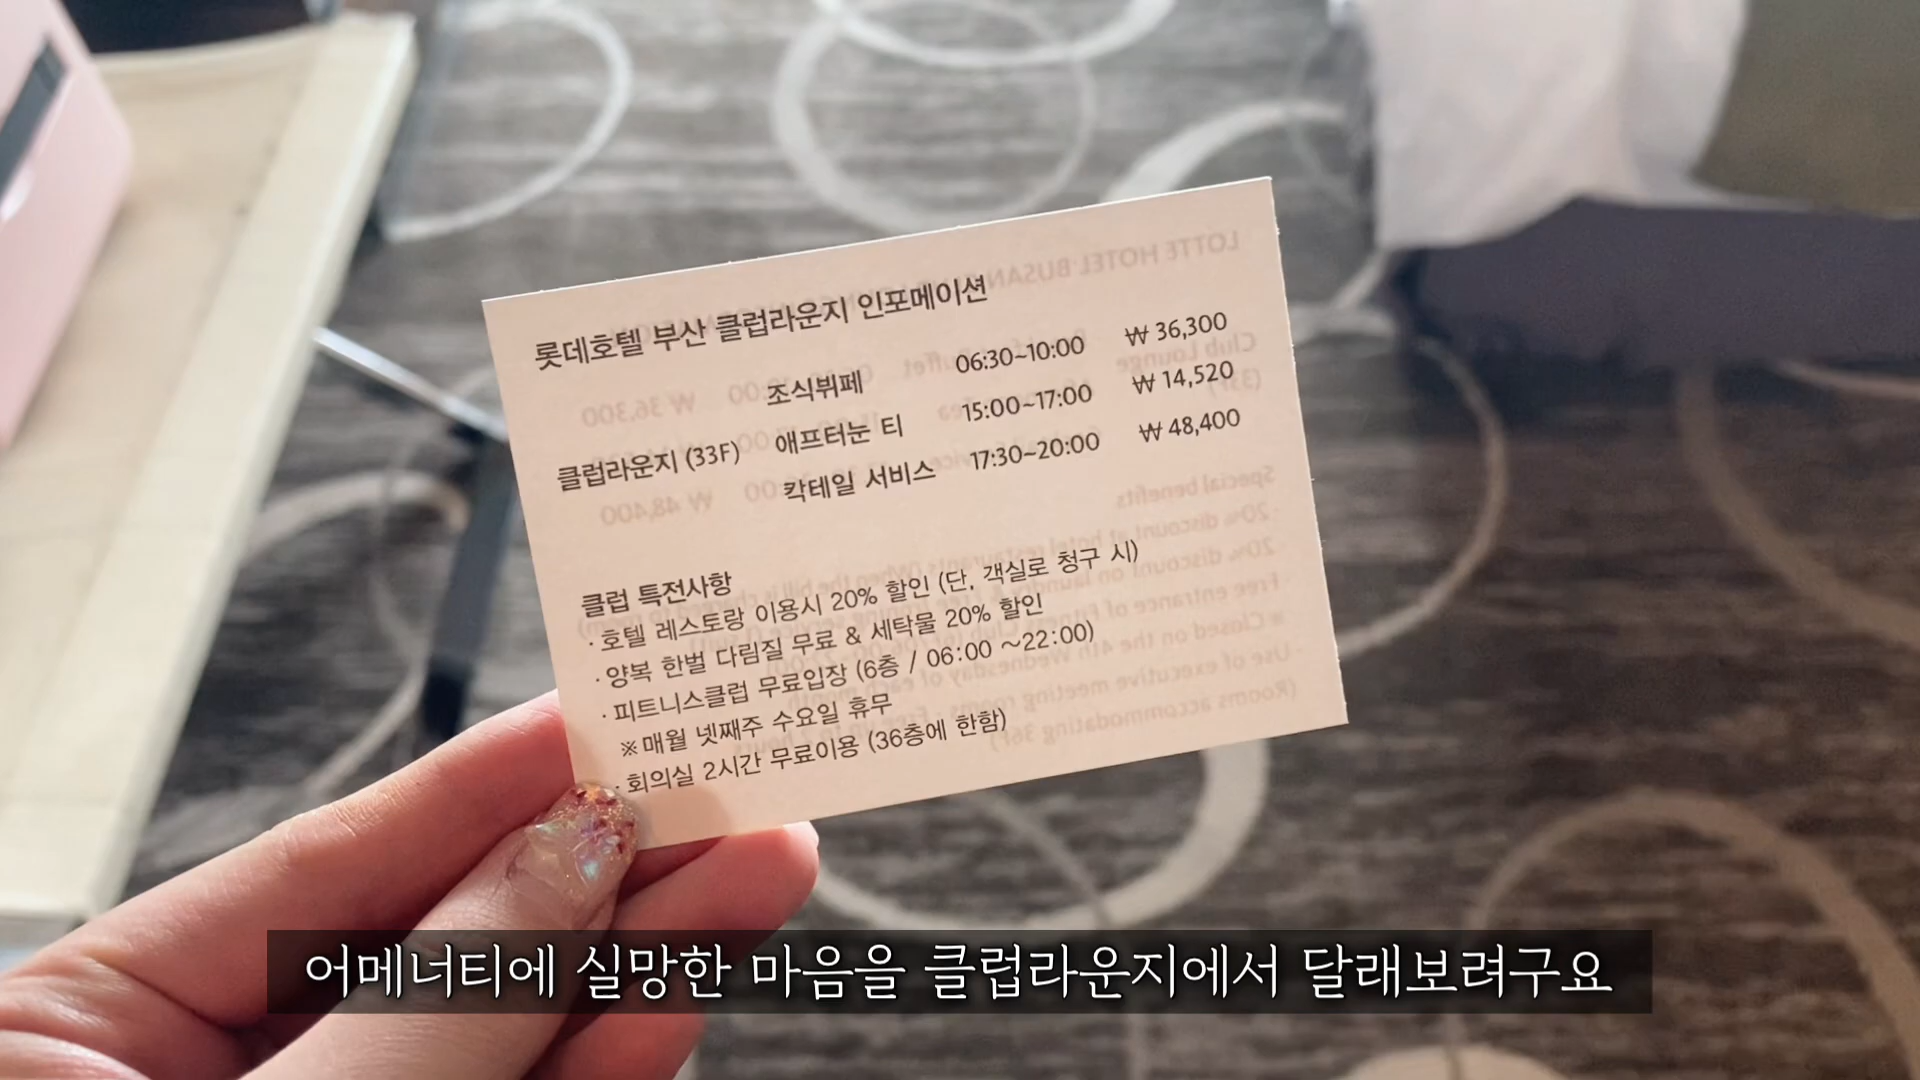 롯데호텔 부산 클럽라운지 인포메이션
조식뷔페 06:30~10:00 ₩ 36,300
클럽라운지 (33F) 애프터눈 티 15:00~17:00 ₩ 14,520
칵테일 서비스 17:30~20:00 ₩ 48,400
클럽 특전사항
· 호텔 레스토랑 이용시 20% 할인 (단, 객실로 청구 시)
· 양복 한벌 다림질 무료 & 세탁물 20% 할인
· 피트니스클럽 무료입장 (6층 / 06:00 ~22:00)
※ 매월 넷째주 수요일 휴무
· 회의실 2시간 무료이용 (36층에 한함)
어메너티에 실망한 마음을 클럽라운지에서 달래보려구요